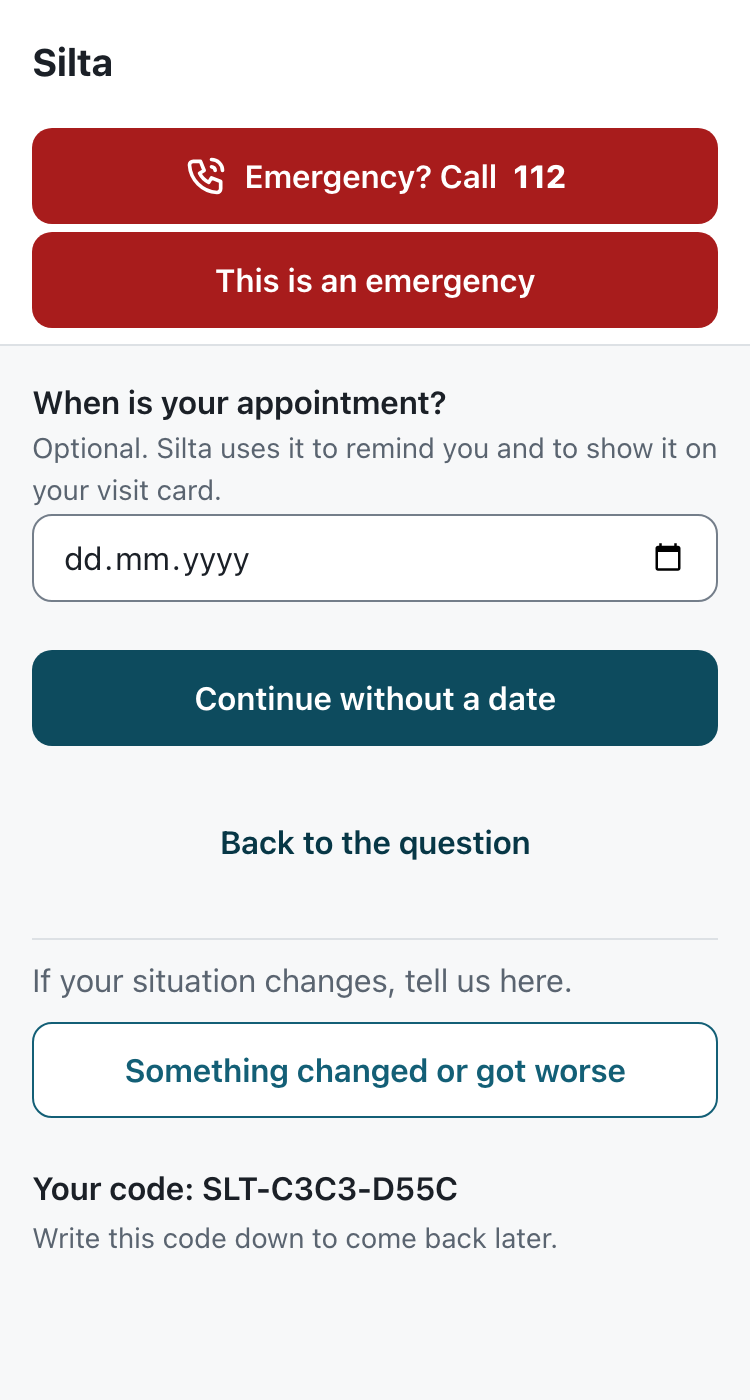 Silta
Emergency? Call 112
This is an emergency
When is your appointment?
Optional. Silta uses it to remind you and to show it on
your visit card.
dd.mm.yyyy
Continue without a date
Back to the question
If your situation changes, tell us here.
Something changed or got worse
Your code: SLT-C3C3-D55C
Write this code down to come back later.